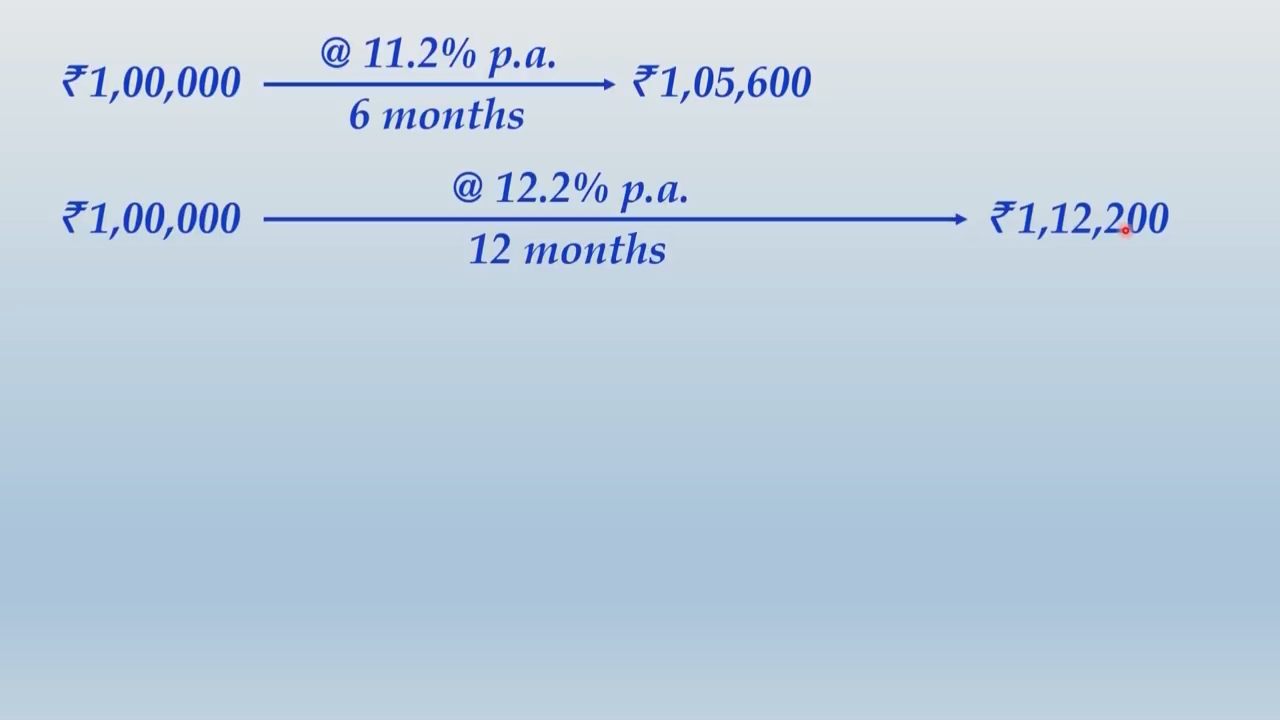 @ 11.2% p.a.
₹1,00,000 ₹1,05,600
6 months
@ 12.2% p.a.
₹1,00,000 ₹1,12,200
12 months